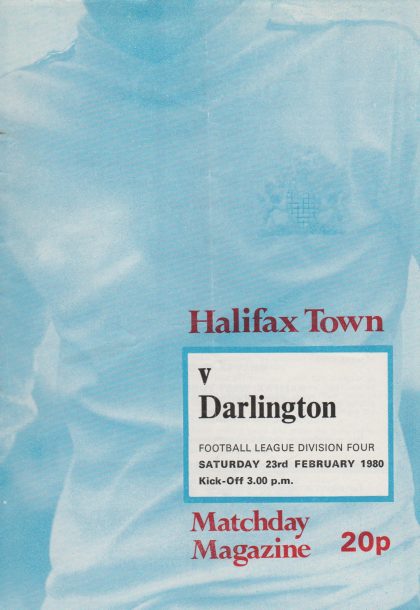 Halifax Town
v
Darlington
FOOTBALL LEAGUE DIVISION FOUR
SATURDAY 23rd FEBRUARY 1980
Kick-Off 3.00 p.m.
Matchday
Magazine 20p